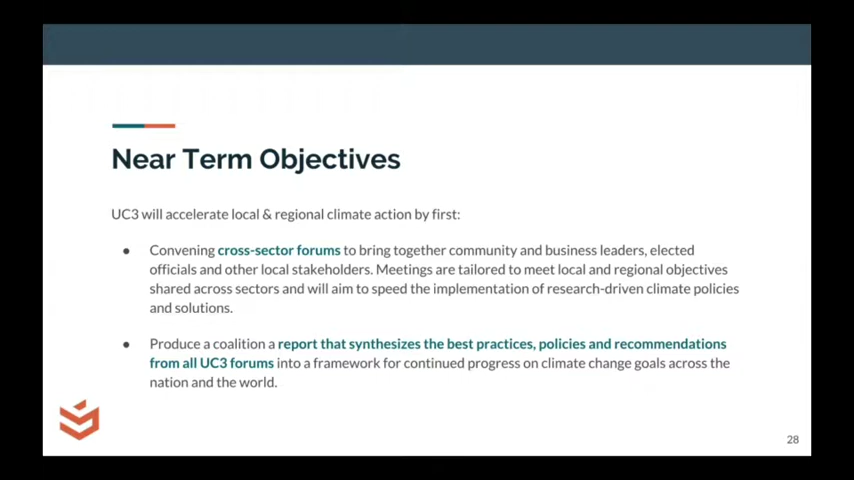 Near Term Objectives
UC3 will accelerate local & regional climate action by first:
● Convening cross-sector forums to bring together community and business leaders, elected
officials and other local stakeholders. Meetings are tailored to meet local and regional objectives
shared across sectors and will aim to speed the implementation of research-driven climate policies
and solutions.
● Produce a coalition a report that synthesizes the best practices, policies and recommendations
from all UC3 forums into a framework for continued progress on climate change goals across the
nation and the world.
28